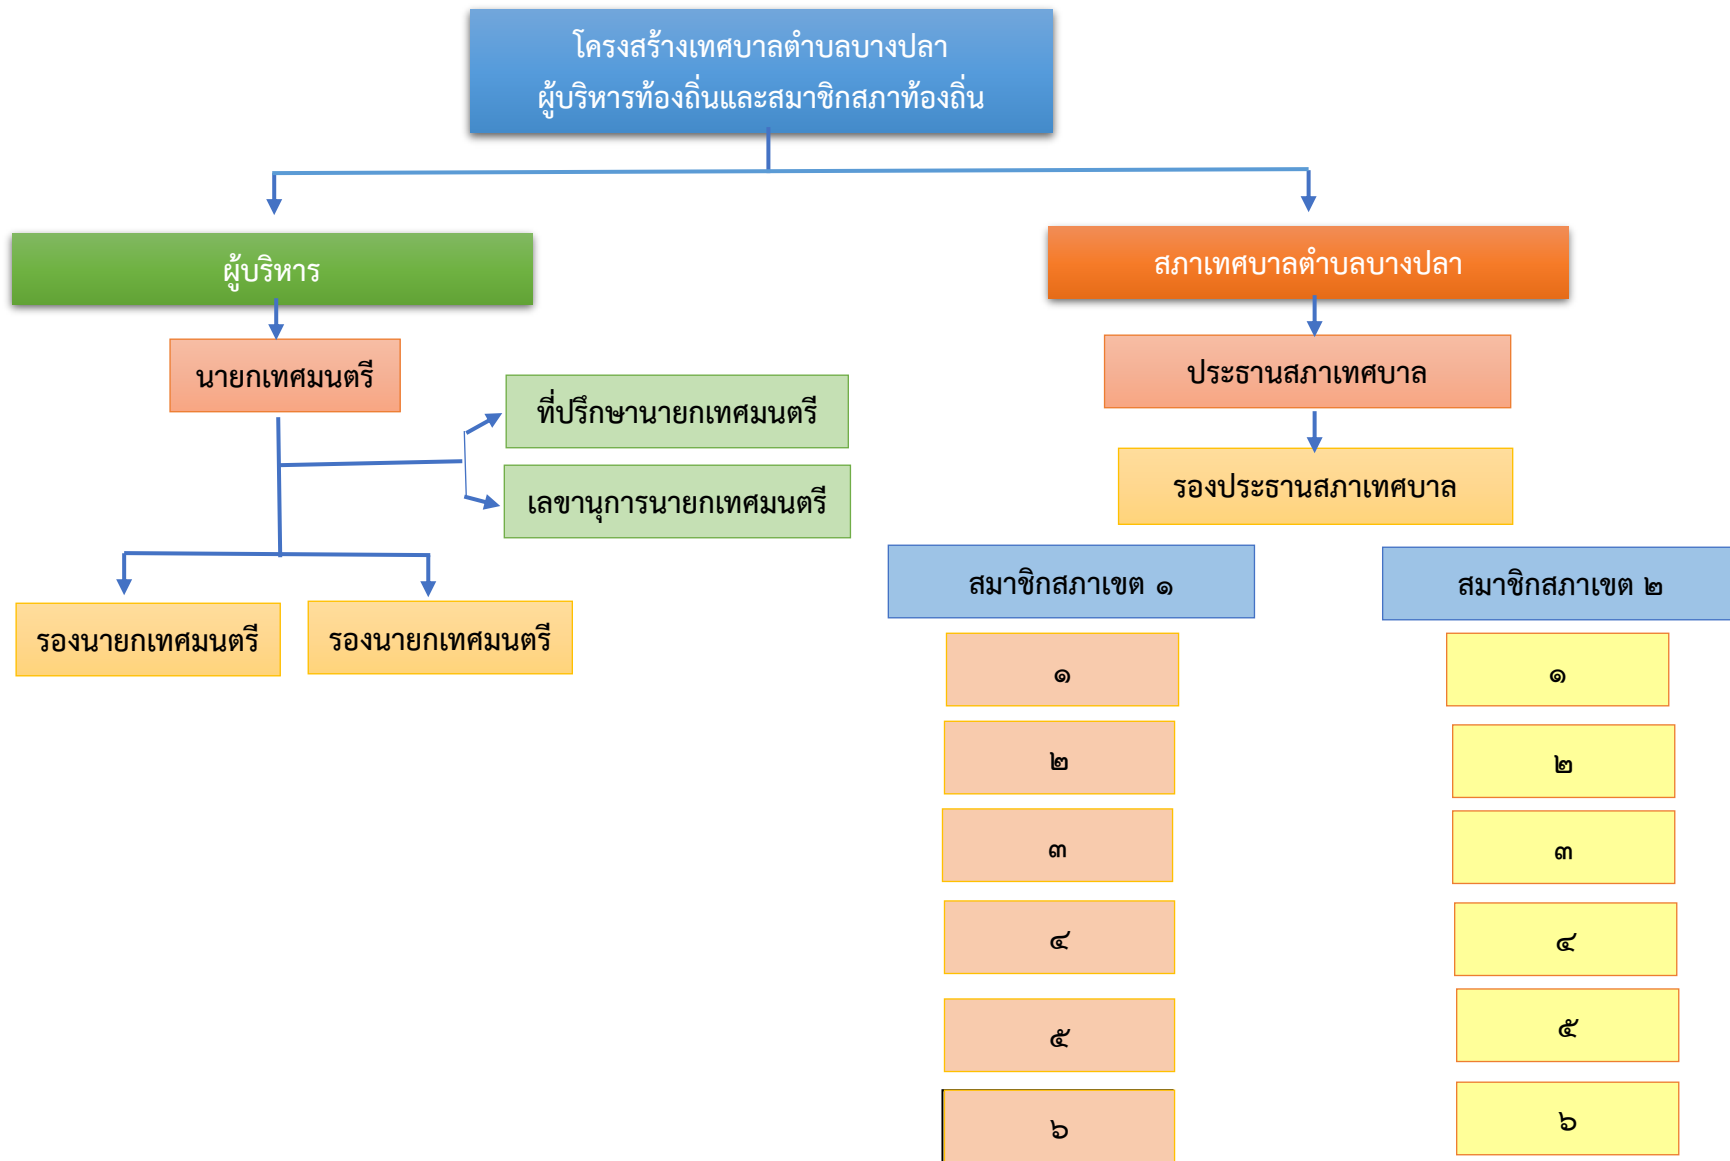 โครงสร้างเทศบาลตำบลบางปลา
ผู้บริหารท้องถิ่นและสมาชิกสภาท้องถิ่น
ผู้บริหาร
นายกเทศมนตรี
ที่ปรึกษานายกเทศมนตรี
เลขานุการนายกเทศมนตรี
รองนายกเทศมนตรี
รองนายกเทศมนตรี
สภาเทศบาลตำบลบางปลา
ประธานสภาเทศบาล
รองประธานสภาเทศบาล
สมาชิกสภาเขต ๑
๑
๒
๓
๔
๕
๖
สมาชิกสภาเขต ๒
๑
๒
๓
๔
๕
๖